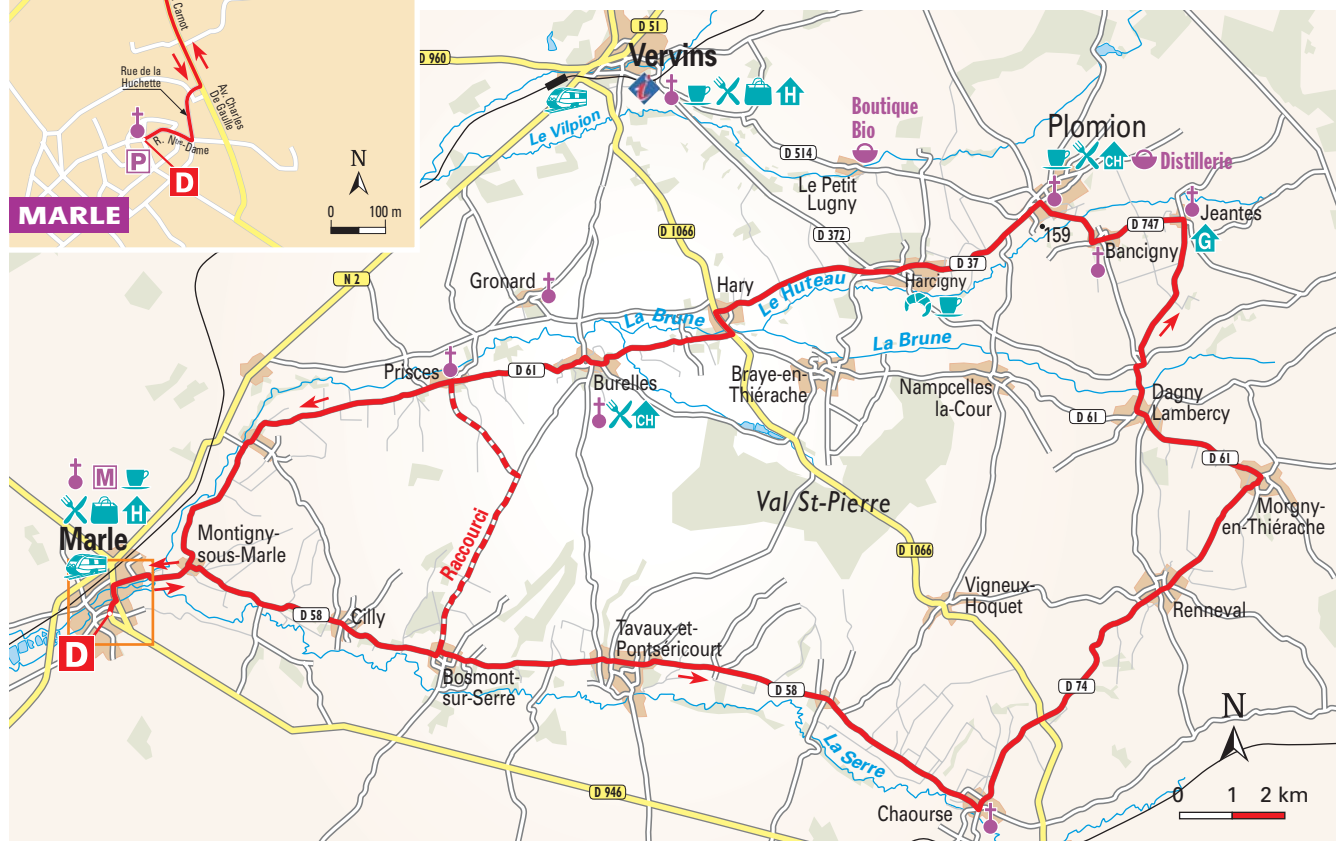 Carnot
Rue de la
Huchette
Av. Charles
De Gaulle
R. Ntre-Dame
P
D
N
0 100 m
MARLE
D 51
D 960
Vervins
i
H
Le Vilpion
Boutique
Bio
Plomion
CH
Distillerie
D 514
Le Petit
Lugny
Jeantes
G
D 747
159
Bancigny
D 372
D 1066
D 37
Harcigny
N 2
Gronard
Hary
Le Huteau
La Brune
La Brune
Prisces
D 61
Burelles
CH
Braye-en-
Thiérache
Nampcelles
la-Cour
Dagny
Lambercy
D 61
D 61
Morgny-
en-Thiérache
M
H
Marle
D
Montigny-
sous-Marle
Raccourci
Val St-Pierre
D 1066
Vigneux-
Hoquet
Renneval
D 58
Cilly
Bosmont-
sur-Serre
Tavaux-et-
Pontséricourt
D 58
D 74
La Serre
D 946
Chaourse
N
0 1 2 km